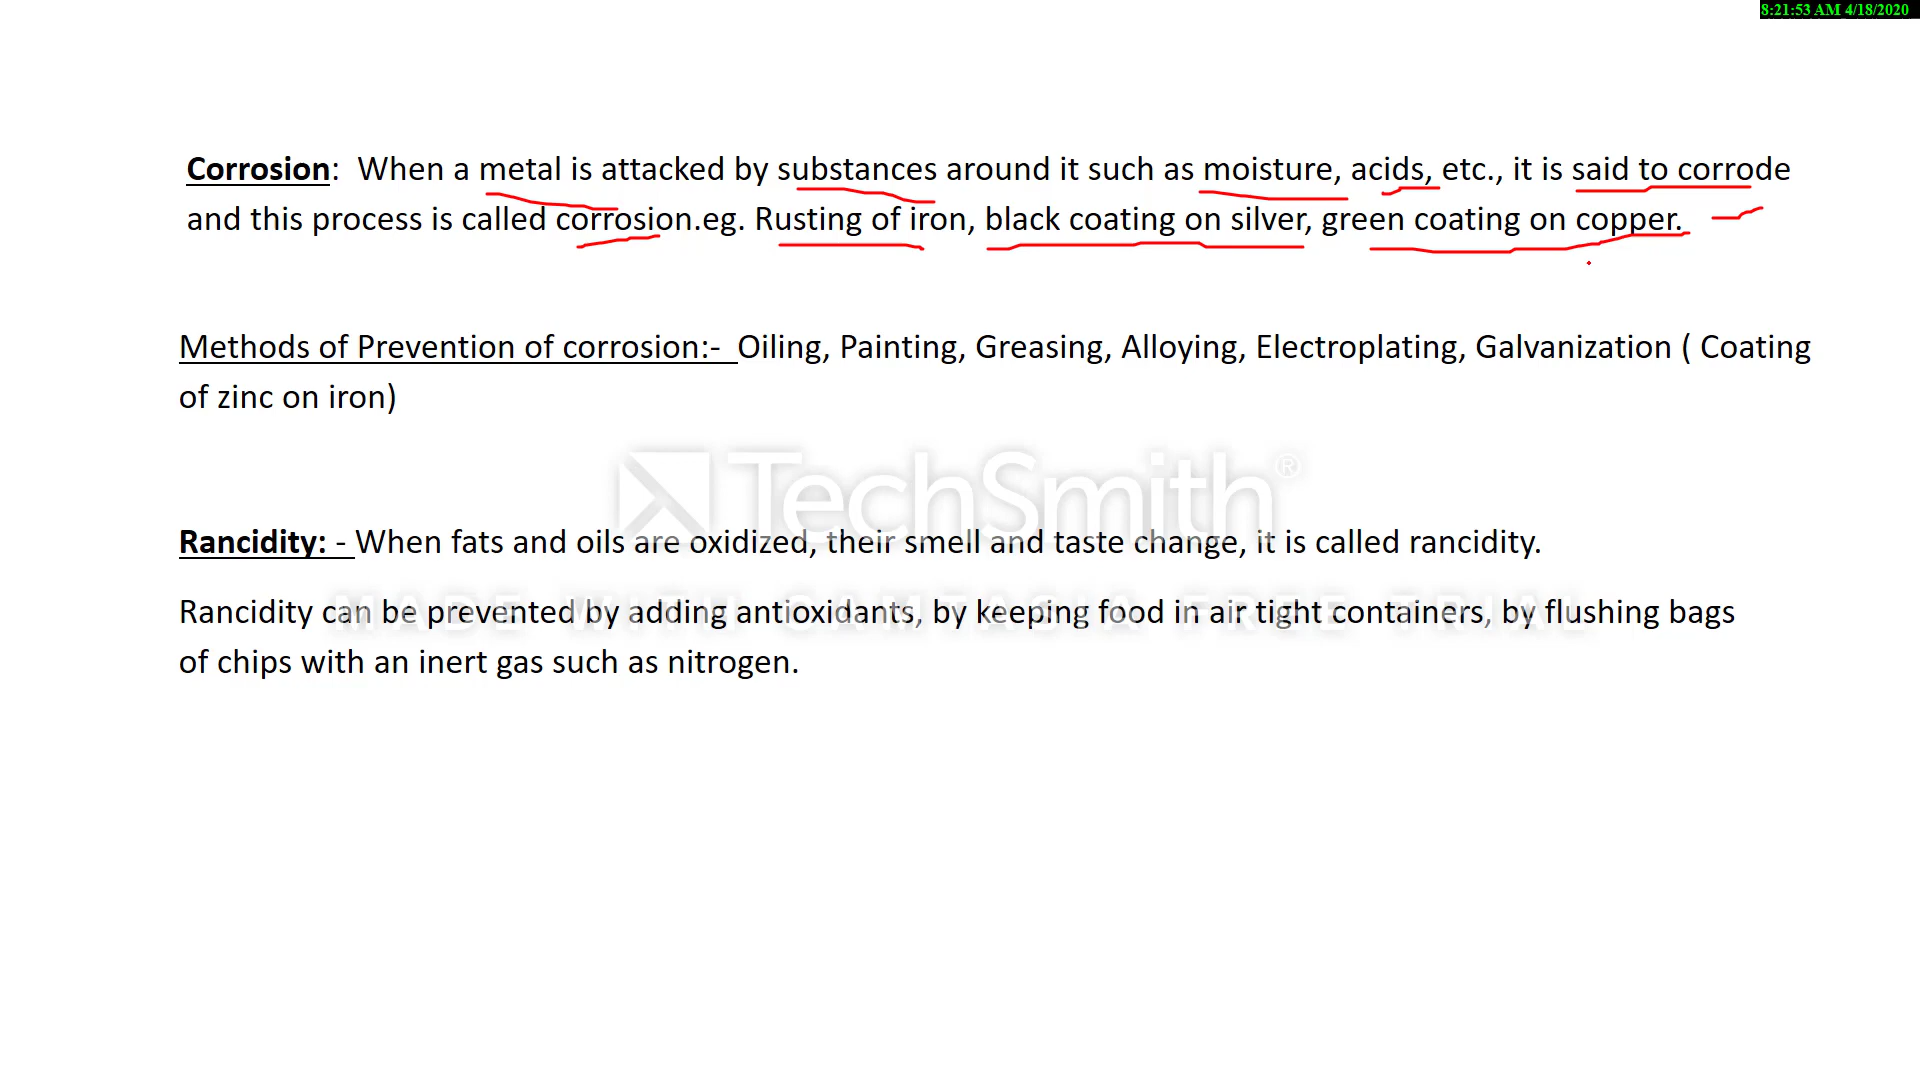 8:21:53 AM 4/18/2020
Corrosion:  When a metal is attacked by substances around it such as moisture, acids, etc., it is said to corrode
and this process is called corrosion.eg. Rusting of iron, black coating on silver, green coating on copper.
Methods of Prevention of corrosion:-  Oiling, Painting, Greasing, Alloying, Electroplating, Galvanization ( Coating
of zinc on iron)
TechSmith®
Rancidity: - When fats and oils are oxidized, their smell and taste change, it is called rancidity.
MADE WITH CAMTASIA FREE TRIAL
Rancidity can be prevented by adding antioxidants, by keeping food in air tight containers, by flushing bags
of chips with an inert gas such as nitrogen.